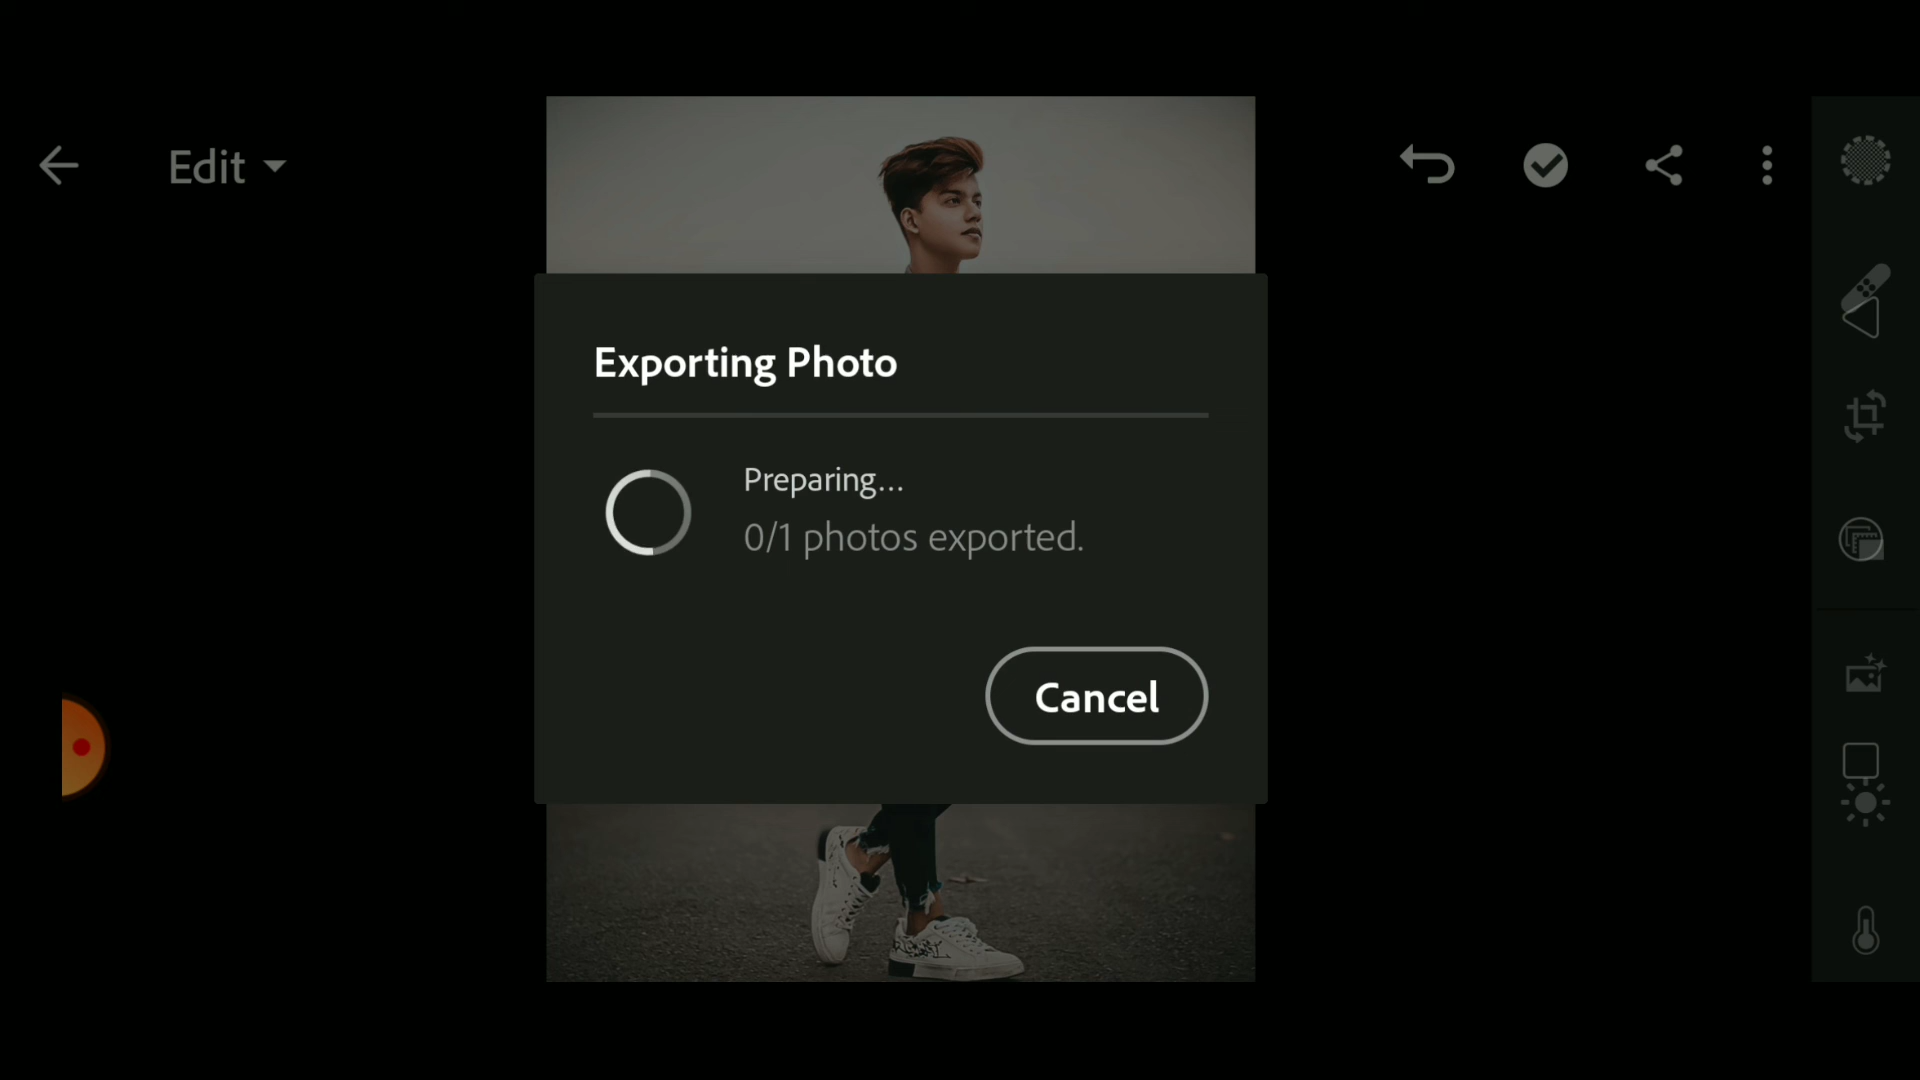 Edit
Exporting Photo
Preparing...
0/1 photos exported.
Cancel